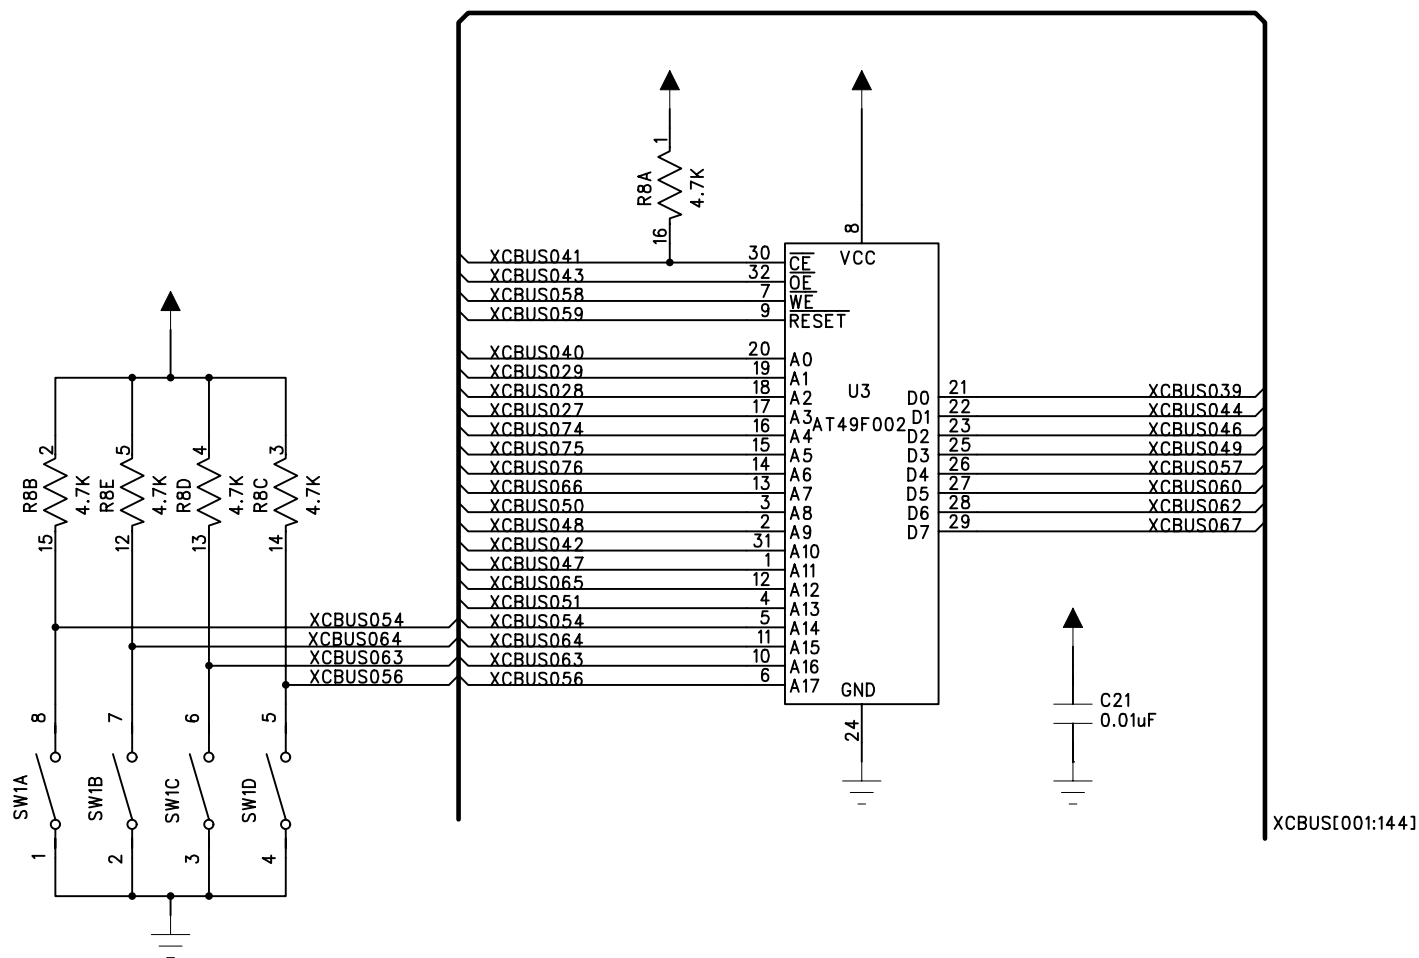 1
R8A
4.7K
16
8
XCBUS041 30 CE VCC
XCBUS043 32 OE
XCBUS058 7 WE
XCBUS059 9 RESET
XCBUS040 20 A0
XCBUS029 19 A1
XCBUS028 18 A2 U3 D0 21 XCBUS039
XCBUS027 17 A3 AT49F002 D1 22 XCBUS044
XCBUS074 16 A4 D2 23 XCBUS046
XCBUS075 15 A5 D3 25 XCBUS049
XCBUS076 14 A6 D4 26 XCBUS057
XCBUS066 13 A7 D5 27 XCBUS060
XCBUS050 3 A8 D6 28 XCBUS062
XCBUS048 2 A9 D7 29 XCBUS067
XCBUS042 31 A10
XCBUS047 1 A11
XCBUS065 12 A12
XCBUS051 4 A13
XCBUS054 XCBUS054 5 A14
XCBUS064 XCBUS064 11 A15
XCBUS063 XCBUS063 10 A16
XCBUS056 XCBUS056 6 A17
GND
24
C21
0.01uF
2 5 4 3
R8B 4.7K R8E 4.7K R8D 4.7K R8C 4.7K
15 12 13 14
8 7 6 5
SW1A SW1B SW1C SW1D
1 2 3 4
XCBUS[001:144]